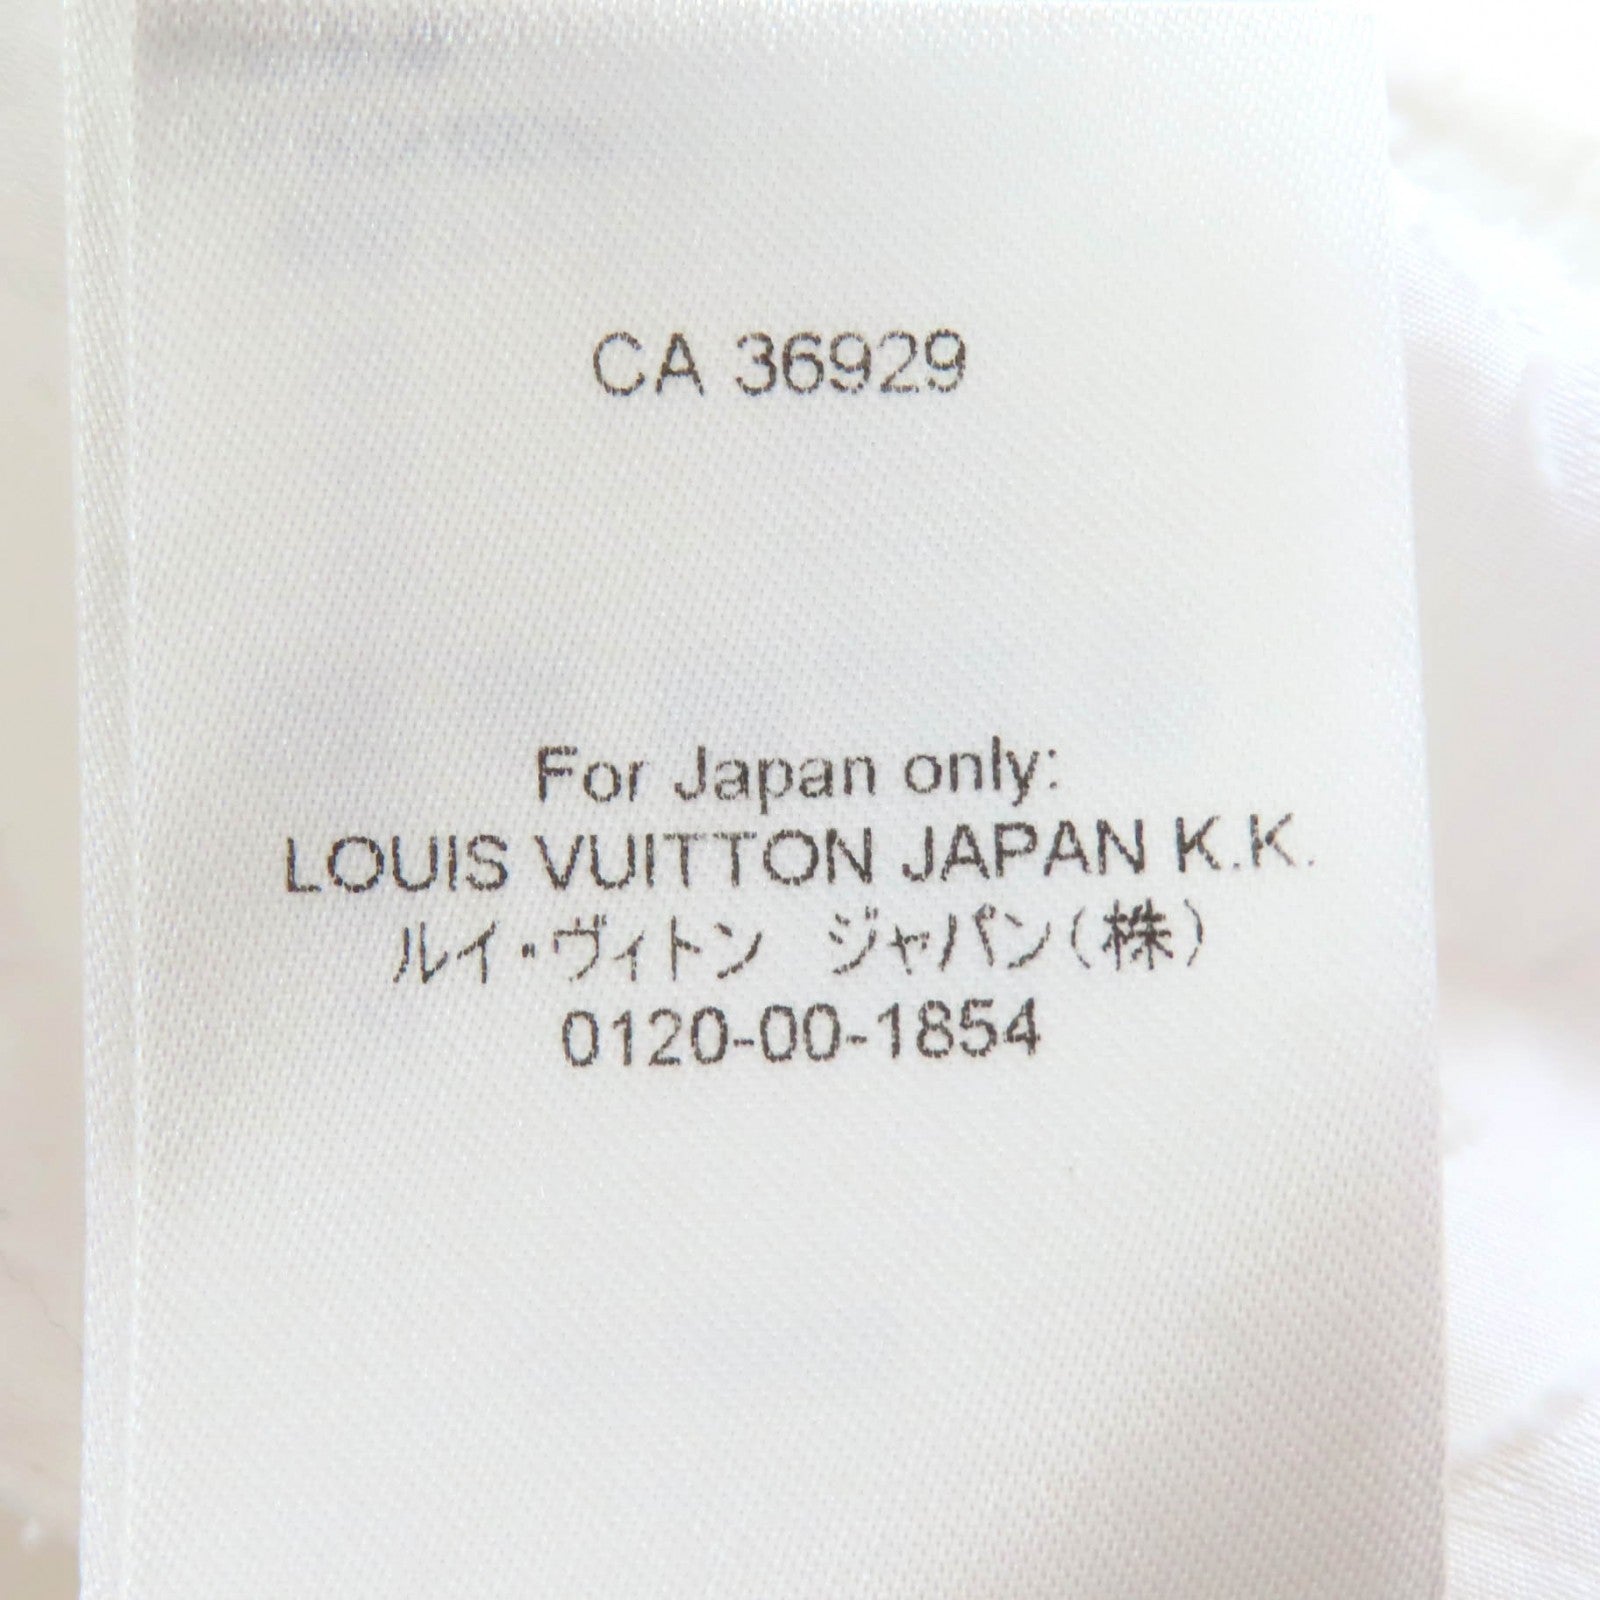 CA 36929
For Japan only:
LOUIS VUITTON JAPAN K.K.
ルイ・ヴィトン　ジャパン(株)
0120-00-1854